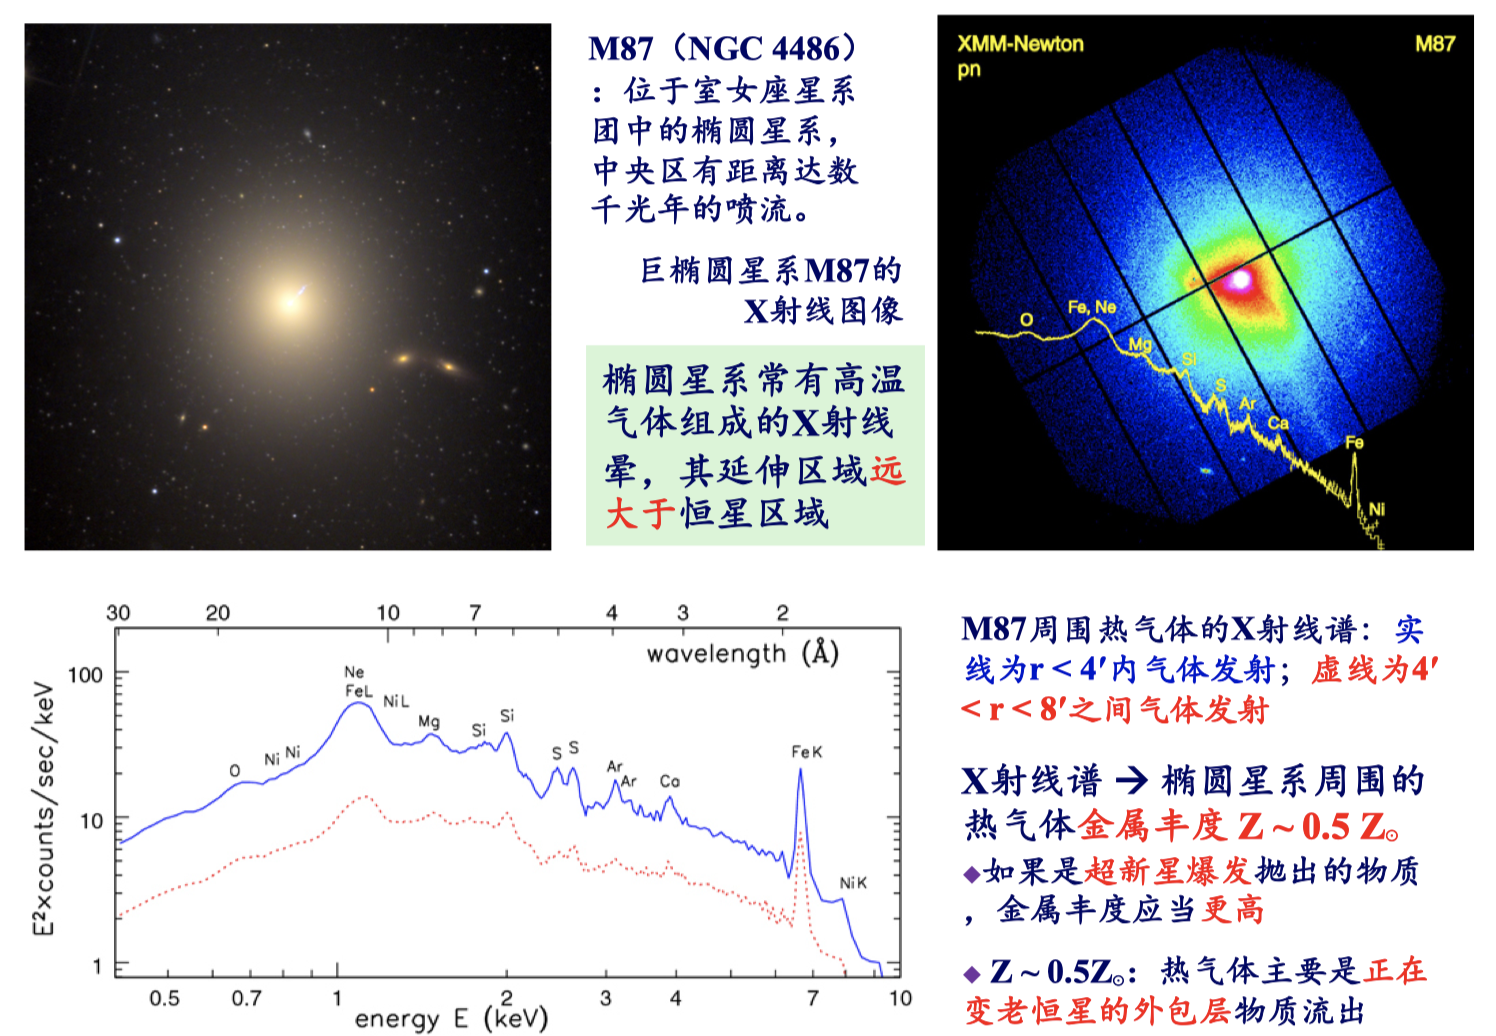 M87（NGC 4486）
：位于室女座星系
团中的椭圆星系，
中央区有距离达数
千光年的喷流。
巨椭圆星系M87的
X射线图像
椭圆星系常有高温
气体组成的X射线
晕，其延伸区域远
大于恒星区域
XMM-Newton
pn
M87
O
Fe, Ne
Mg
Si
S
Ar
Ca
Fe
Ni
30 20 10 7 4 3 2
wavelength (Å)
Ne
FeL
NiL
Mg
O
Ni
Ni
Si
Si
S
S
Ar
Ar
Ca
FeK
NiK
100
10
1
E²×counts/sec/keV
0.5 0.7 1 2 3 4 7 10
energy E (keV)
M87周围热气体的X射线谱：实
线为r < 4′内气体发射；虚线为4′
< r < 8′之间气体发射
X射线谱 → 椭圆星系周围的
热气体金属丰度 Z ~ 0.5 Z☉
◆如果是超新星爆发抛出的物质
，金属丰度应当更高
◆ Z ~ 0.5Z☉：热气体主要是正在
变老恒星的外包层物质流出